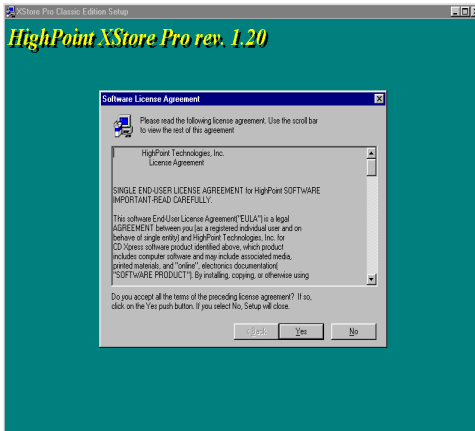 XStore Pro Classic Edition Setup
HighPoint XStore Pro rev. 1.20
Software License Agreement
Please read the following license agreement. Use the scroll bar
to view the rest of this agreement
HighPoint Technologies, Inc.
License Agreement
SINGLE END-USER LICENSE AGREEMENT for HighPoint SOFTWARE
IMPORTANT-READ CAREFULLY.
This software End-User License Agreement("EULA") is a legal
AGREEMENT between you (as a registered individual user and on
behave of single entity) and HighPoint Technologies, Inc. for
CD Xpress software product identified above, which product
includes computer software and may include associated media,
printed materials, and "online", electronics documentation(
"SOFTWARE PRODUCT"). By installing, copying, or otherwise using
Do you accept all the terms of the preceding license agreement? If so,
click on the Yes push button. If you select No, Setup will close.
< Back
Yes
No